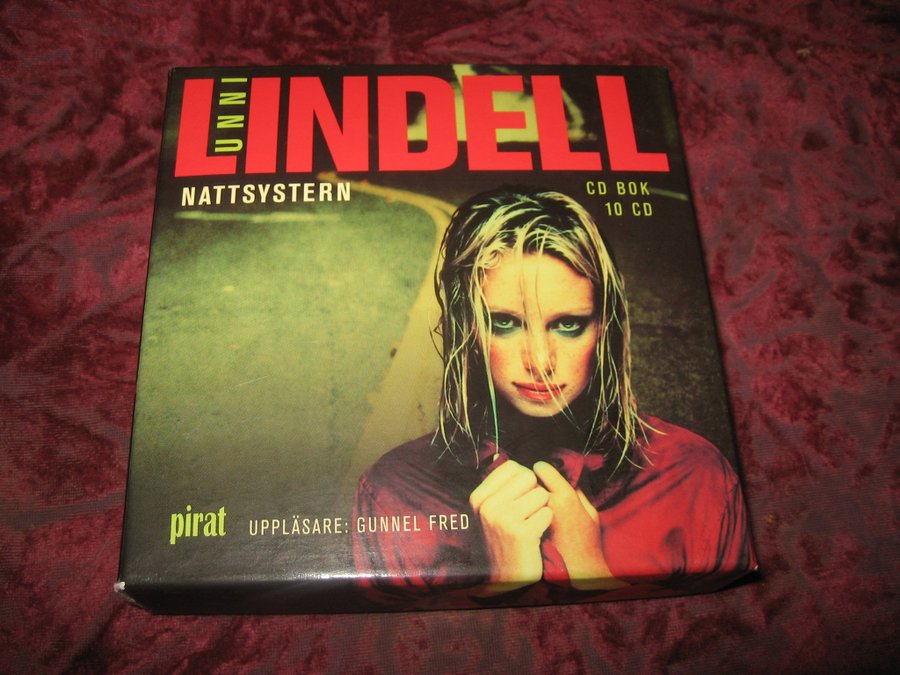 UNNI
LINDELL
NATTSYSTERN
CD BOK
10 CD
pirat
UPPLÄSARE: GUNNEL FRED